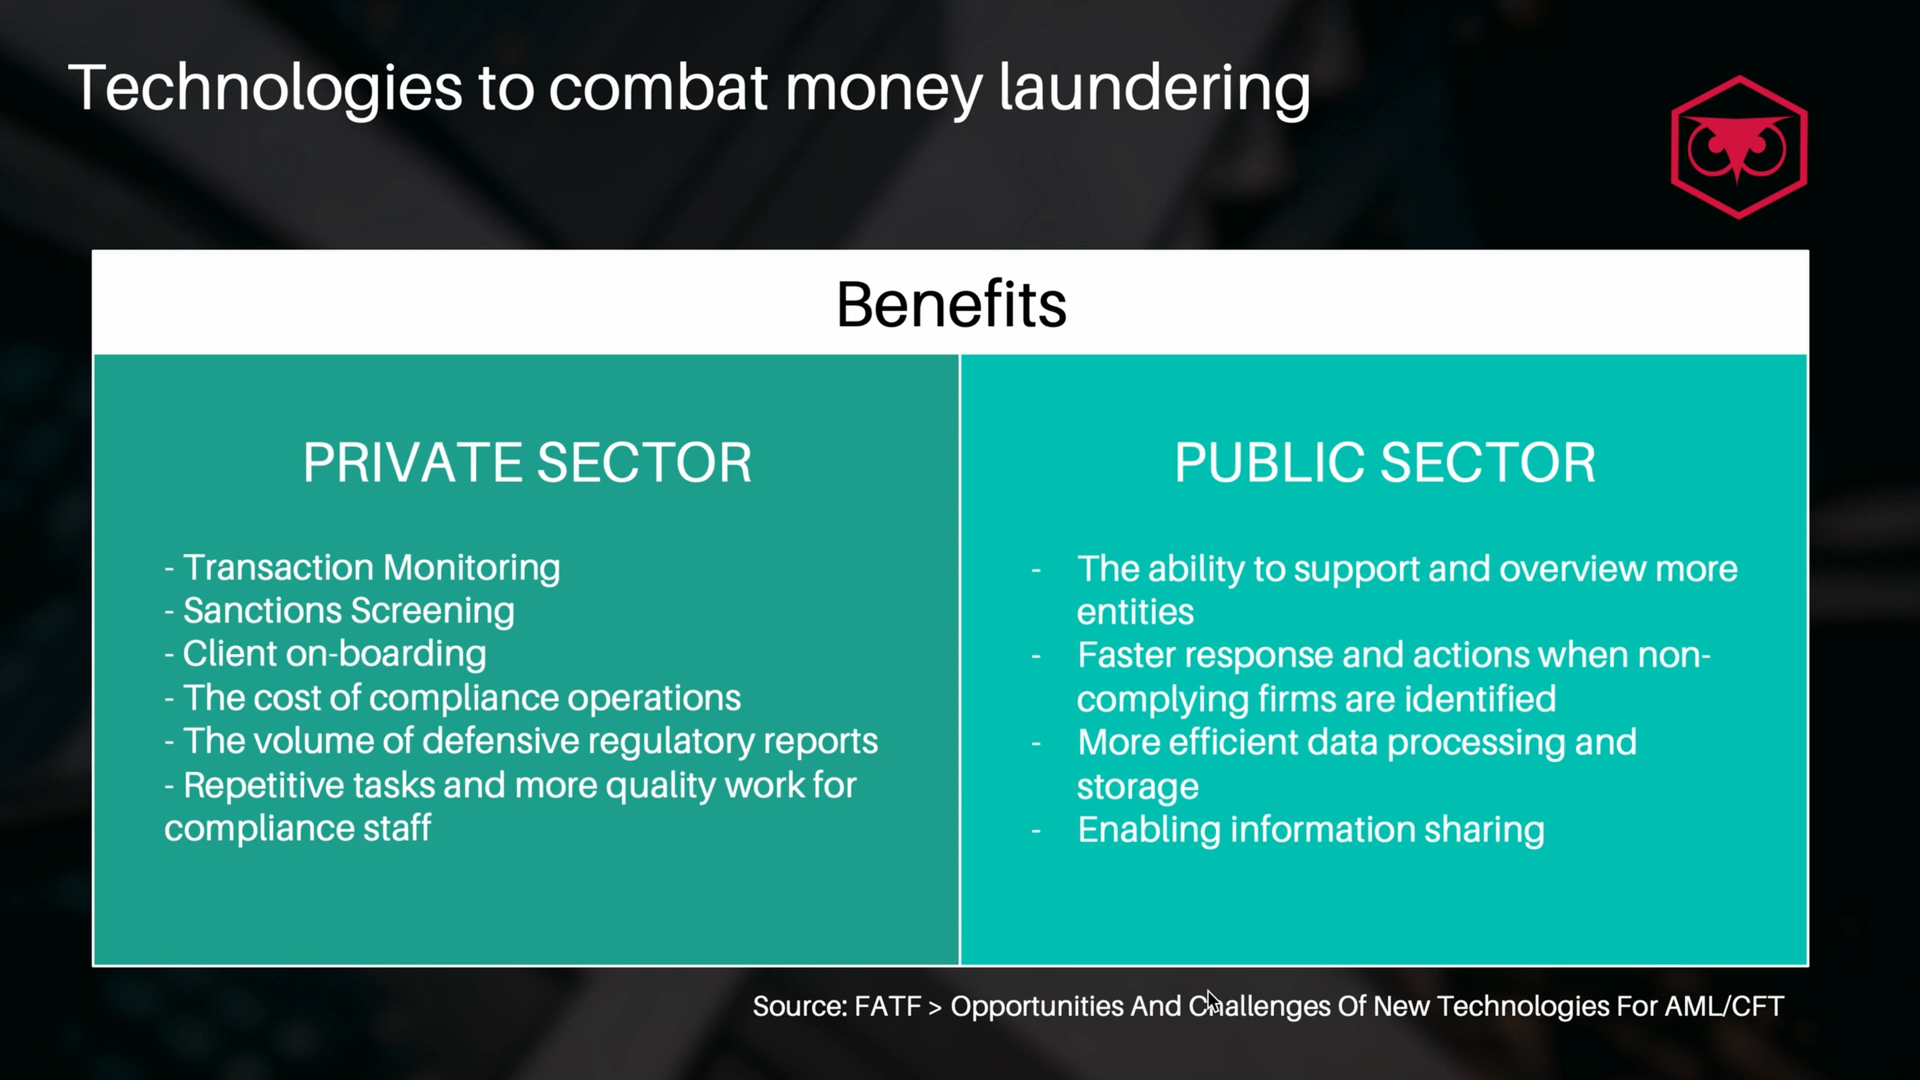 Technologies to combat money laundering
Benefits
PRIVATE SECTOR
- Transaction Monitoring
- Sanctions Screening
- Client on-boarding
- The cost of compliance operations
- The volume of defensive regulatory reports
- Repetitive tasks and more quality work for
compliance staff
PUBLIC SECTOR
- The ability to support and overview more
entities
- Faster response and actions when non-
complying firms are identified
- More efficient data processing and
storage
- Enabling information sharing
Source: FATF > Opportunities And Challenges Of New Technologies For AML/CFT